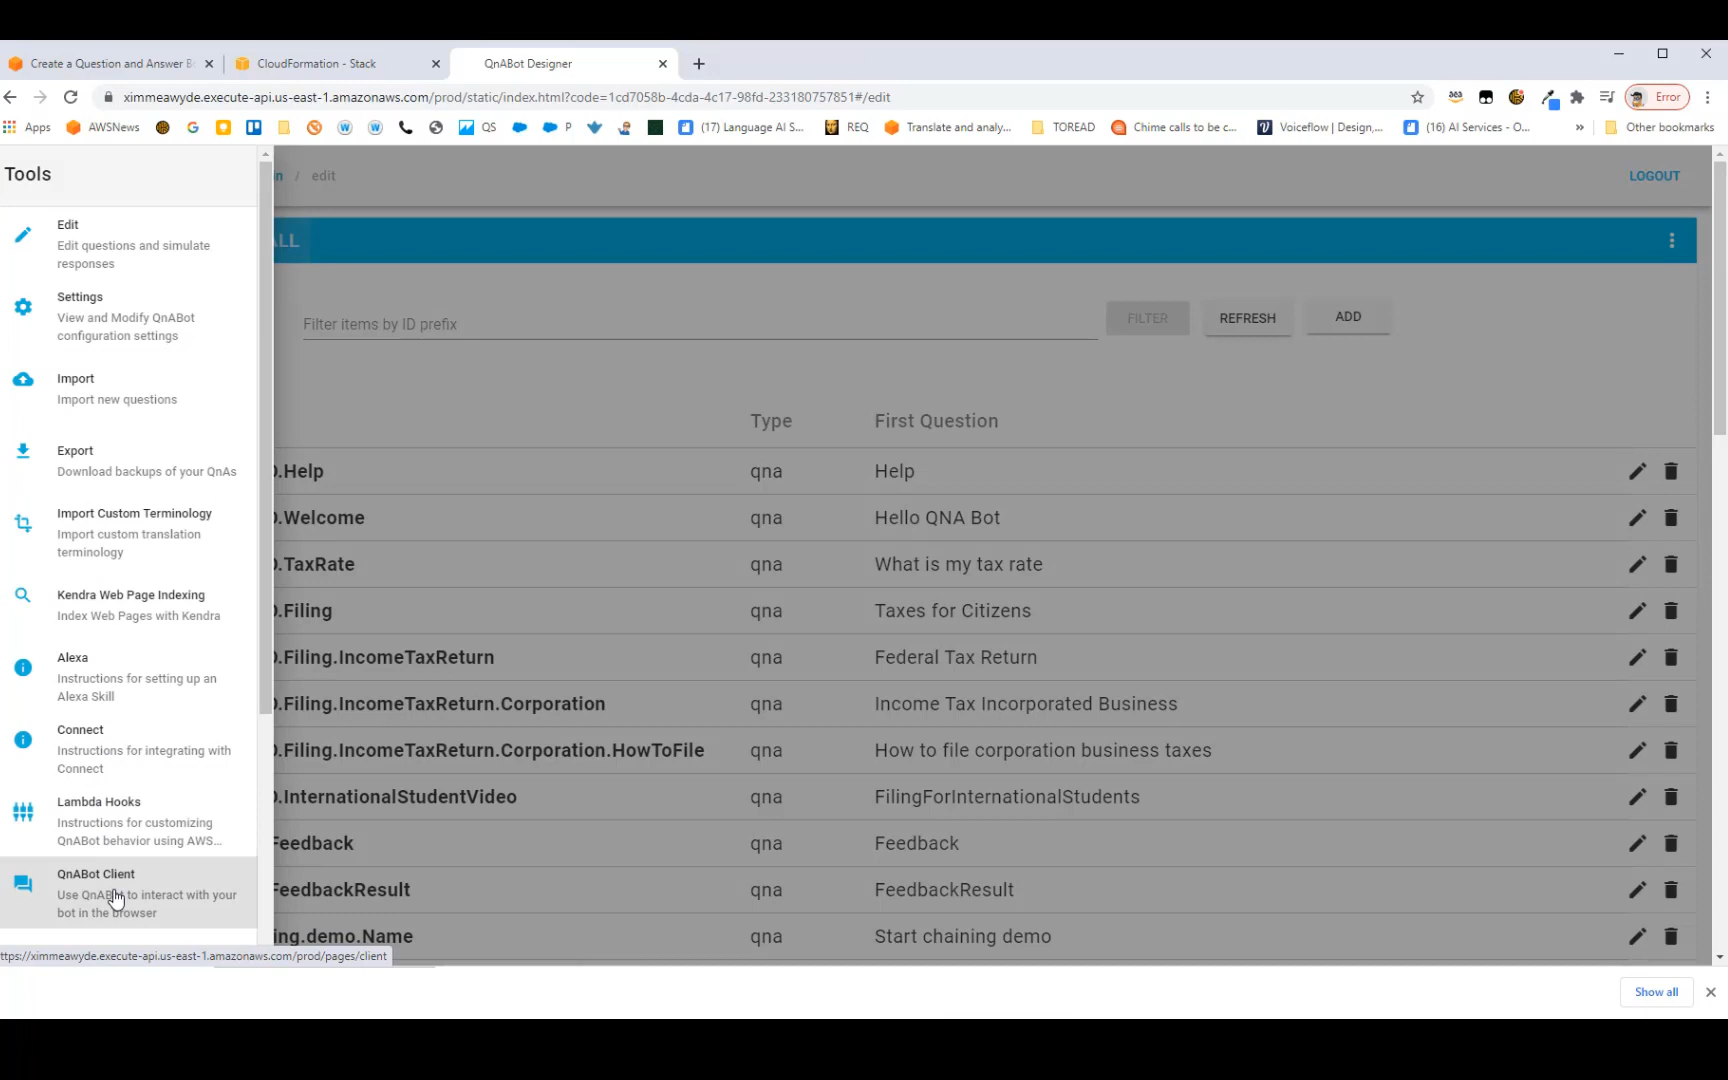 Create a Question and Answer B
CloudFormation - Stack
QnABot Designer
ximmeawyde.execute-api.us-east-1.amazonaws.com/prod/static/index.html?code=1cd7058b-4cda-4c17-98fd-233180757851#/edit
Error
Apps
AWSNews
QS
P
(17) Language AI S...
REQ
Translate and analy...
TOREAD
Chime calls to be c...
Voiceflow | Design,...
(16) AI Services - O...
»
Other bookmarks
Tools
in / edit
LOGOUT
Edit
Edit questions and simulate
responses
Settings
View and Modify QnABot
configuration settings
Import
Import new questions
Export
Download backups of your QnAs
Import Custom Terminology
Import custom translation
terminology
Kendra Web Page Indexing
Index Web Pages with Kendra
Alexa
Instructions for setting up an
Alexa Skill
Connect
Instructions for integrating with
Connect
Lambda Hooks
Instructions for customizing
QnABot behavior using AWS...
QnABot Client
Use QnABot to interact with your
bot in the browser
ttps://ximmeawyde.execute-api.us-east-1.amazonaws.com/prod/pages/client
ALL
Filter items by ID prefix
FILTER
REFRESH
ADD
Type First Question
.Help qna Help
.Welcome qna Hello QNA Bot
.TaxRate qna What is my tax rate
.Filing qna Taxes for Citizens
.Filing.IncomeTaxReturn qna Federal Tax Return
.Filing.IncomeTaxReturn.Corporation qna Income Tax Incorporated Business
.Filing.IncomeTaxReturn.Corporation.HowToFile qna How to file corporation business taxes
.InternationalStudentVideo qna FilingForInternationalStudents
Feedback qna Feedback
FeedbackResult qna FeedbackResult
ing.demo.Name qna Start chaining demo
Show all